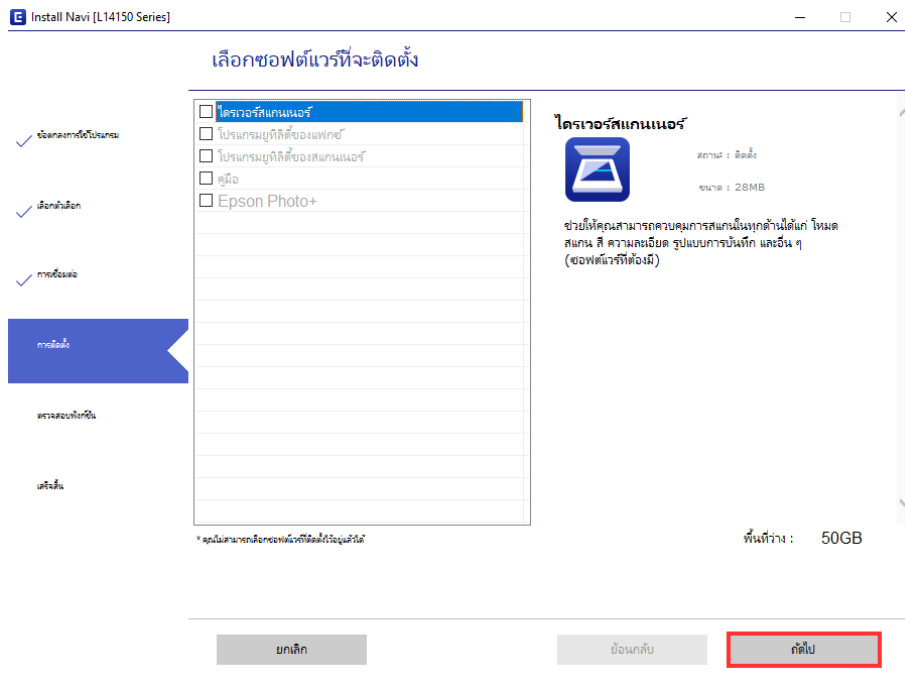 Install Navi [L14150 Series]
เลือกซอฟต์แวร์ที่จะติดตั้ง
ข้อตกลงการใช้โปรแกรม
เลือกตัวเลือก
การเชื่อมต่อ
การติดตั้ง
ตรวจสอบฟังก์ชัน
เสร็จสิ้น
ไดรเวอร์สแกนเนอร์
โปรแกรมยูทิลิตี้ของแฟกซ์
โปรแกรมยูทิลิตี้ของสแกนเนอร์
คู่มือ
Epson Photo+
* คุณไม่สามารถเลือกซอฟต์แวร์ที่ติดตั้งไว้อยู่แล้วได้
ไดรเวอร์สแกนเนอร์
สถานะ : ติดตั้ง
ขนาด : 28MB
ช่วยให้คุณสามารถควบคุมการสแกนในทุกด้านได้แก่ โหมด
สแกน สี ความละเอียด รูปแบบการบันทึก และอื่น ๆ
(ซอฟต์แวร์ที่ต้องมี)
พื้นที่ว่าง : 50GB
ยกเลิก
ย้อนกลับ
ถัดไป